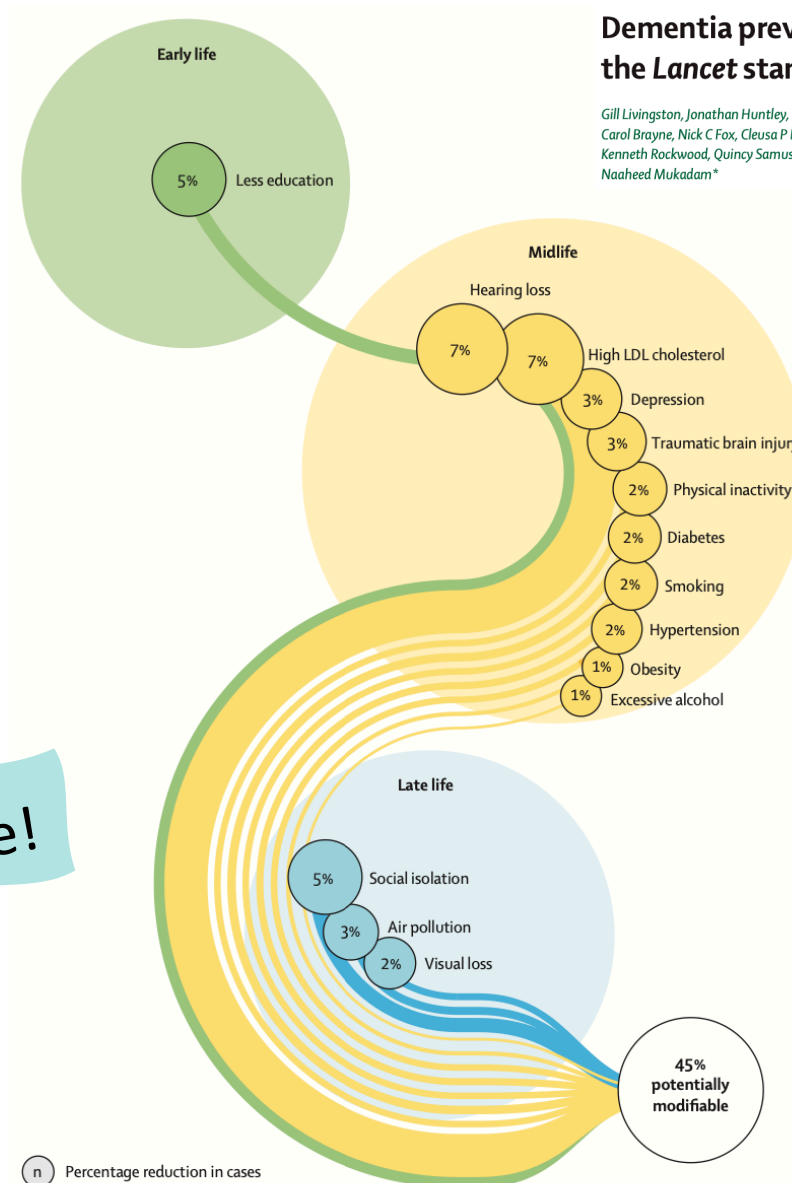 Dementia prev
the Lancet stan
Gill Livingston, Jonathan Huntley,
Carol Brayne, Nick C Fox, Cleusa P
Kenneth Rockwood, Quincy Samus
Naaheed Mukadam*
Early life
5%
Less education
Midlife
Hearing loss
7%
7%
High LDL cholesterol
3%
Depression
3%
Traumatic brain injury
2%
Physical inactivity
2%
Diabetes
2%
Smoking
2%
Hypertension
1%
Obesity
1%
Excessive alcohol
e!
Late life
5%
Social isolation
3%
Air pollution
2%
Visual loss
45%
potentially
modifiable
n
Percentage reduction in cases